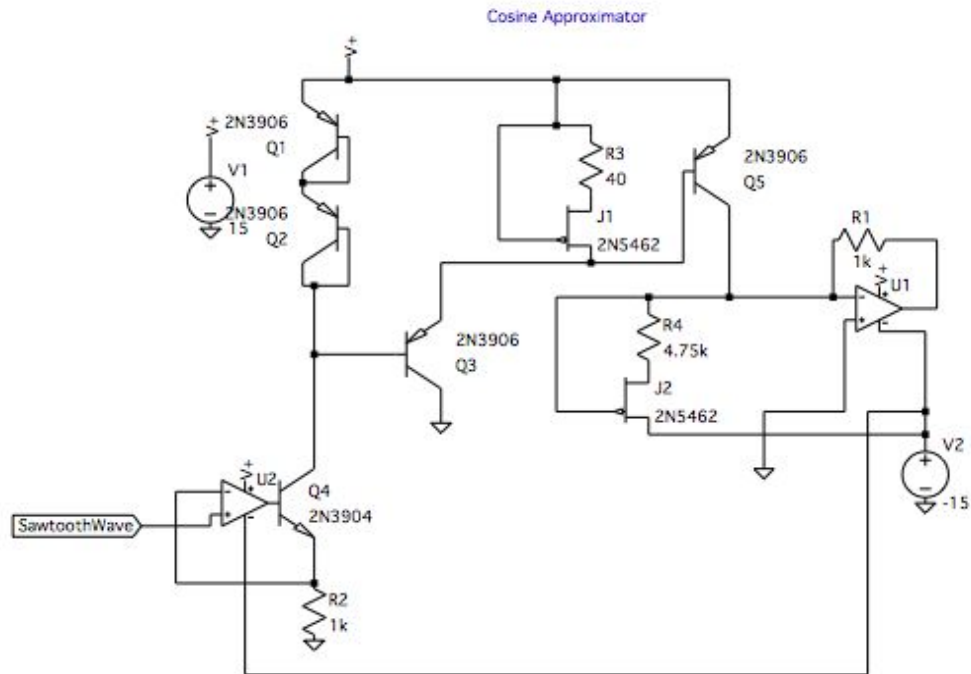 Cosine Approximator
V+
2N3906
Q1
V+
V1
15
2N3906
Q2
R3
40
J1
2N5462
2N3906
Q5
R1
1k
V+
U1
2N3906
Q3
R4
4.75k
J2
2N5462
V2
-15
V+
U2
Q4
2N3904
SawtoothWave
R2
1k